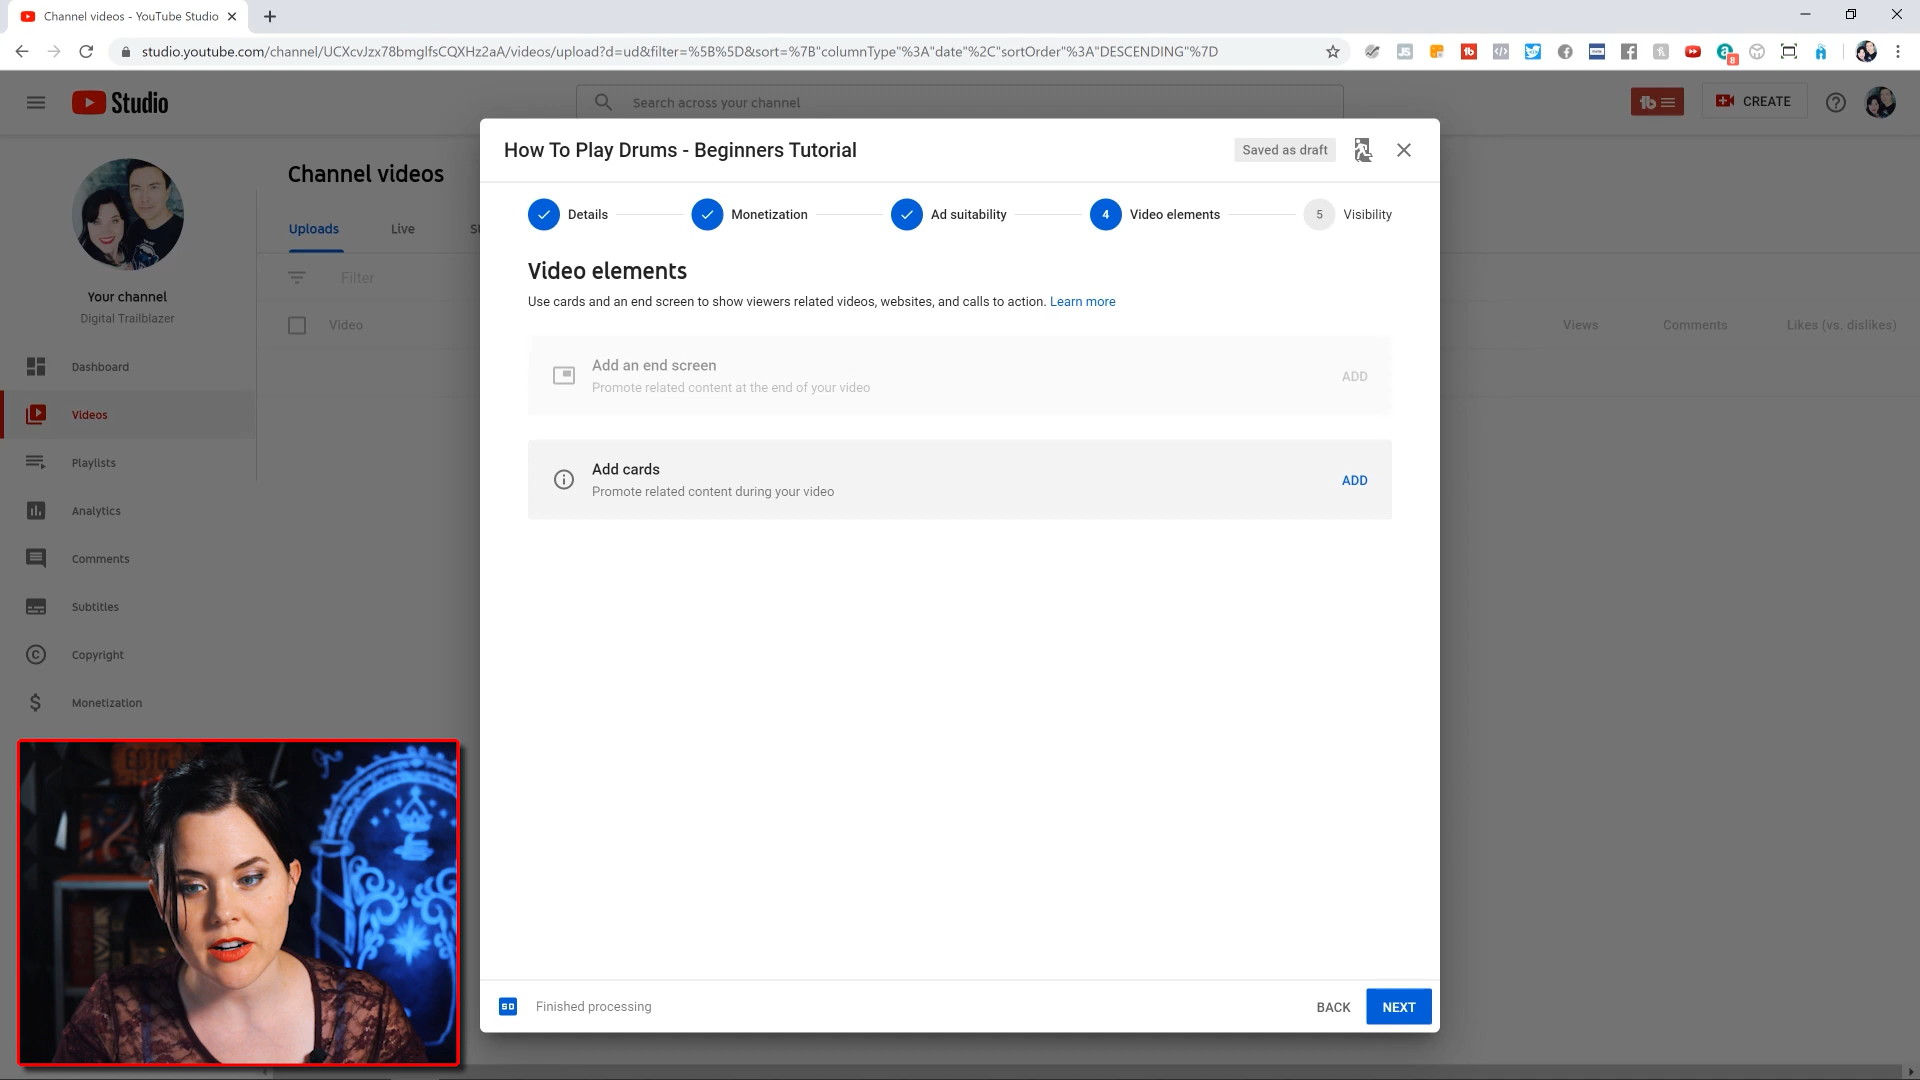 Channel videos - YouTube Studio
studio.youtube.com/channel/UCXcvJzx78bmglfsCQXHz2aA/videos/upload?d=ud&filter=%5B%5D&sort=%7B"columnType"%3A"date"%2C"sortOrder"%3A"DESCENDING"%7D
Studio
Search across your channel
CREATE
How To Play Drums - Beginners Tutorial
Saved as draft
Channel videos
Details
Monetization
Ad suitability
4
Video elements
5
Visibility
Uploads
Live
Filter
Video
Views
Comments
Likes (vs. dislikes)
Video elements
Use cards and an end screen to show viewers related videos, websites, and calls to action. Learn more
Add an end screen
Promote related content at the end of your video
ADD
Add cards
Promote related content during your video
ADD
Your channel
Digital Trailblazer
Dashboard
Videos
Playlists
Analytics
Comments
Subtitles
Copyright
Monetization
SD
Finished processing
BACK
NEXT